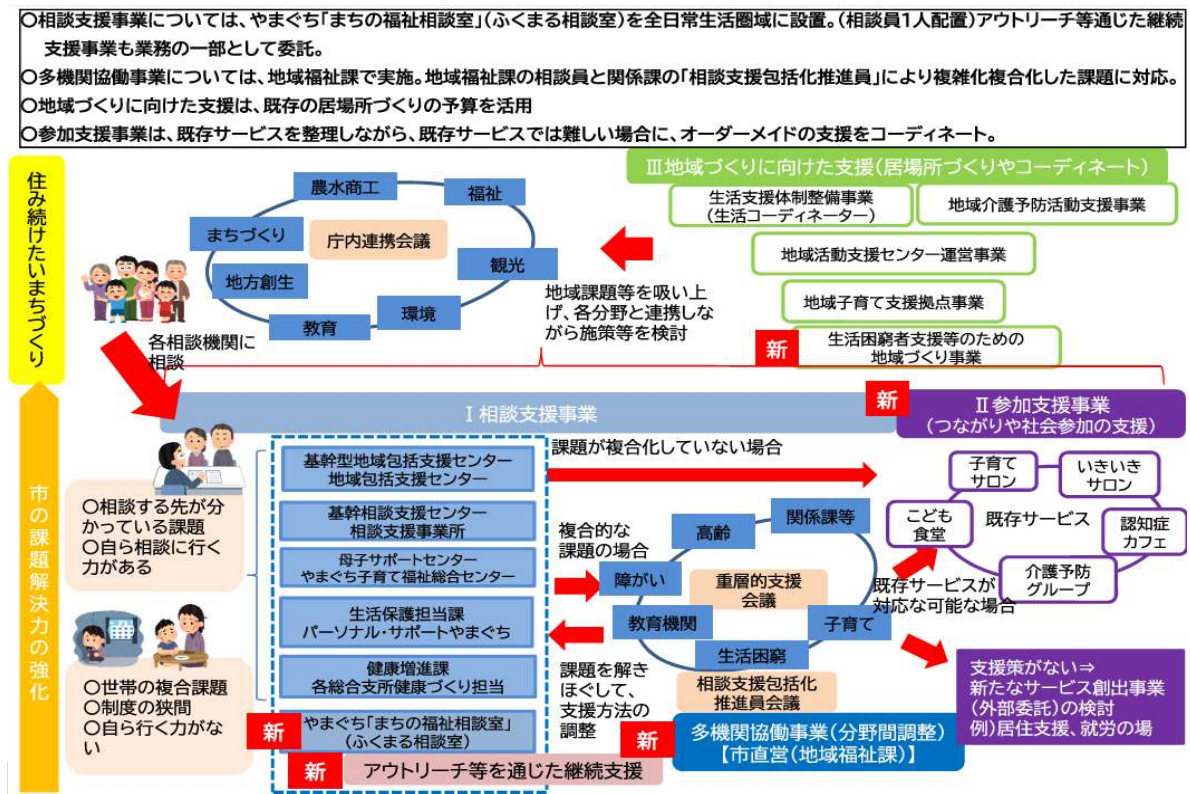 〇相談支援事業については、やまぐち「まちの福祉相談室」(ふくまる相談室)を全日常生活圏域に設置。(相談員1人配置)アウトリーチ等通じた継続
支援事業も業務の一部として委託。
〇多機関協働事業については、地域福祉課で実施。地域福祉課の相談員と関係課の「相談支援包括化推進員」により複雑化複合化した課題に対応。
〇地域づくりに向けた支援は、既存の居場所づくりの予算を活用
〇参加支援事業は、既存サービスを整理しながら、既存サービスでは難しい場合に、オーダーメイドの支援をコーディネート。
住み続けたいまちづくり
市の課題解決力の強化
農水商工
福祉
まちづくり
庁内連携会議
観光
地方創生
環境
教育
各相談機関に
相談
地域課題等を吸い上
げ、各分野と連携しな
がら施策等を検討
Ⅲ地域づくりに向けた支援(居場所づくりやコーディネート)
生活支援体制整備事業
(生活コーディネーター)
地域介護予防活動支援事業
地域活動支援センター運営事業
地域子育て支援拠点事業
新
生活困窮者支援等のための
地域づくり事業
Ⅰ相談支援事業
新
Ⅱ参加支援事業
(つながりや社会参加の支援)
〇相談する先が分
かっている課題
〇自ら相談に行く
力がある
〇世帯の複合課題
〇制度の狭間
〇自ら行く力がな
い
基幹型地域包括支援センター
地域包括支援センター
基幹相談支援センター
相談支援事業所
母子サポートセンター
やまぐち子育て福祉総合センター
生活保護担当課
パーソナル・サポートやまぐち
健康増進課
各総合支所健康づくり担当
新
やまぐち「まちの福祉相談室」
(ふくまる相談室)
新
アウトリーチ等を通じた継続支援
課題が複合化していない場合
複合的な
課題の場合
課題を解き
ほぐして、
支援方法の
調整
高齢
関係課等
障がい
重層的支援
会議
教育機関
子育て
生活困窮
相談支援包括化
推進員会議
新
多機関協働事業(分野間調整)
【市直営(地域福祉課)】
既存サービスが
対応な可能な場合
子育て
サロン
いきいき
サロン
こども
食堂
既存サービス
認知症
カフェ
介護予防
グループ
支援策がない⇒
新たなサービス創出事業
(外部委託)の検討
例)居住支援、就労の場